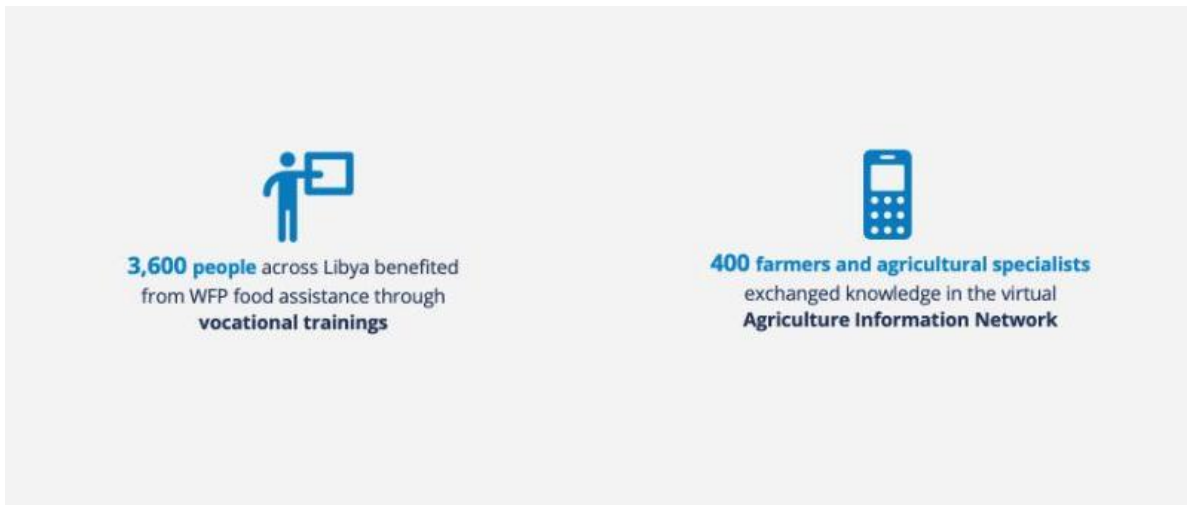 3,600 people across Libya benefited
from WFP food assistance through
vocational trainings
400 farmers and agricultural specialists
exchanged knowledge in the virtual
Agriculture Information Network